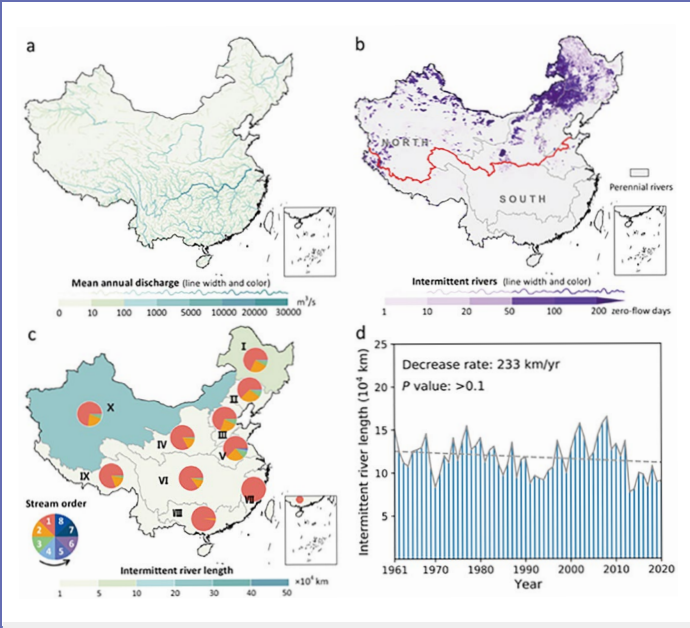 a
Mean annual discharge (line width and color)
0 10 100 1000 5000 10000 20000 30000 m³/s
b
NORTH
SOUTH
Perennial rivers
Intermittent rivers (line width and color)
1 10 20 50 100 200 zero-flow days
c
I
II
III
IV
V
VI
VII
VIII
IX
X
Stream order
1 8
2 7
3 6
4 5
Intermittent river length
1 5 10 20 30 40 50 ×10⁴ km
d
Decrease rate: 233 km/yr
P value: >0.1
Intermittent river length (10⁴ km)
25
20
15
10
5
1961 1970 1980 1990 2000 2010 2020
Year